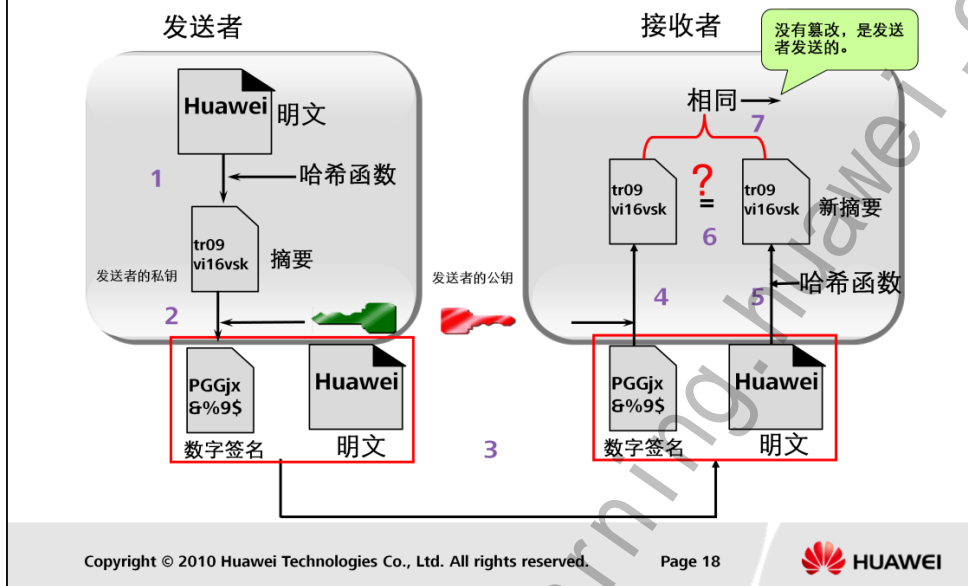 发送者
接收者
没有篡改，是发送
者发送的。
Huawei
明文
相同
7
1
哈希函数
tr09
vi16vsk
?
=
tr09
vi16vsk
新摘要
6
tr09
vi16vsk
摘要
发送者的私钥
发送者的公钥
4
5
哈希函数
2
PGGjx
&%9$
Huawei
PGGjx
&%9$
Huawei
数字签名
明文
3
数字签名
明文
Copyright © 2010 Huawei Technologies Co., Ltd. All rights reserved.
Page 18
HUAWEI
rning.huawei.